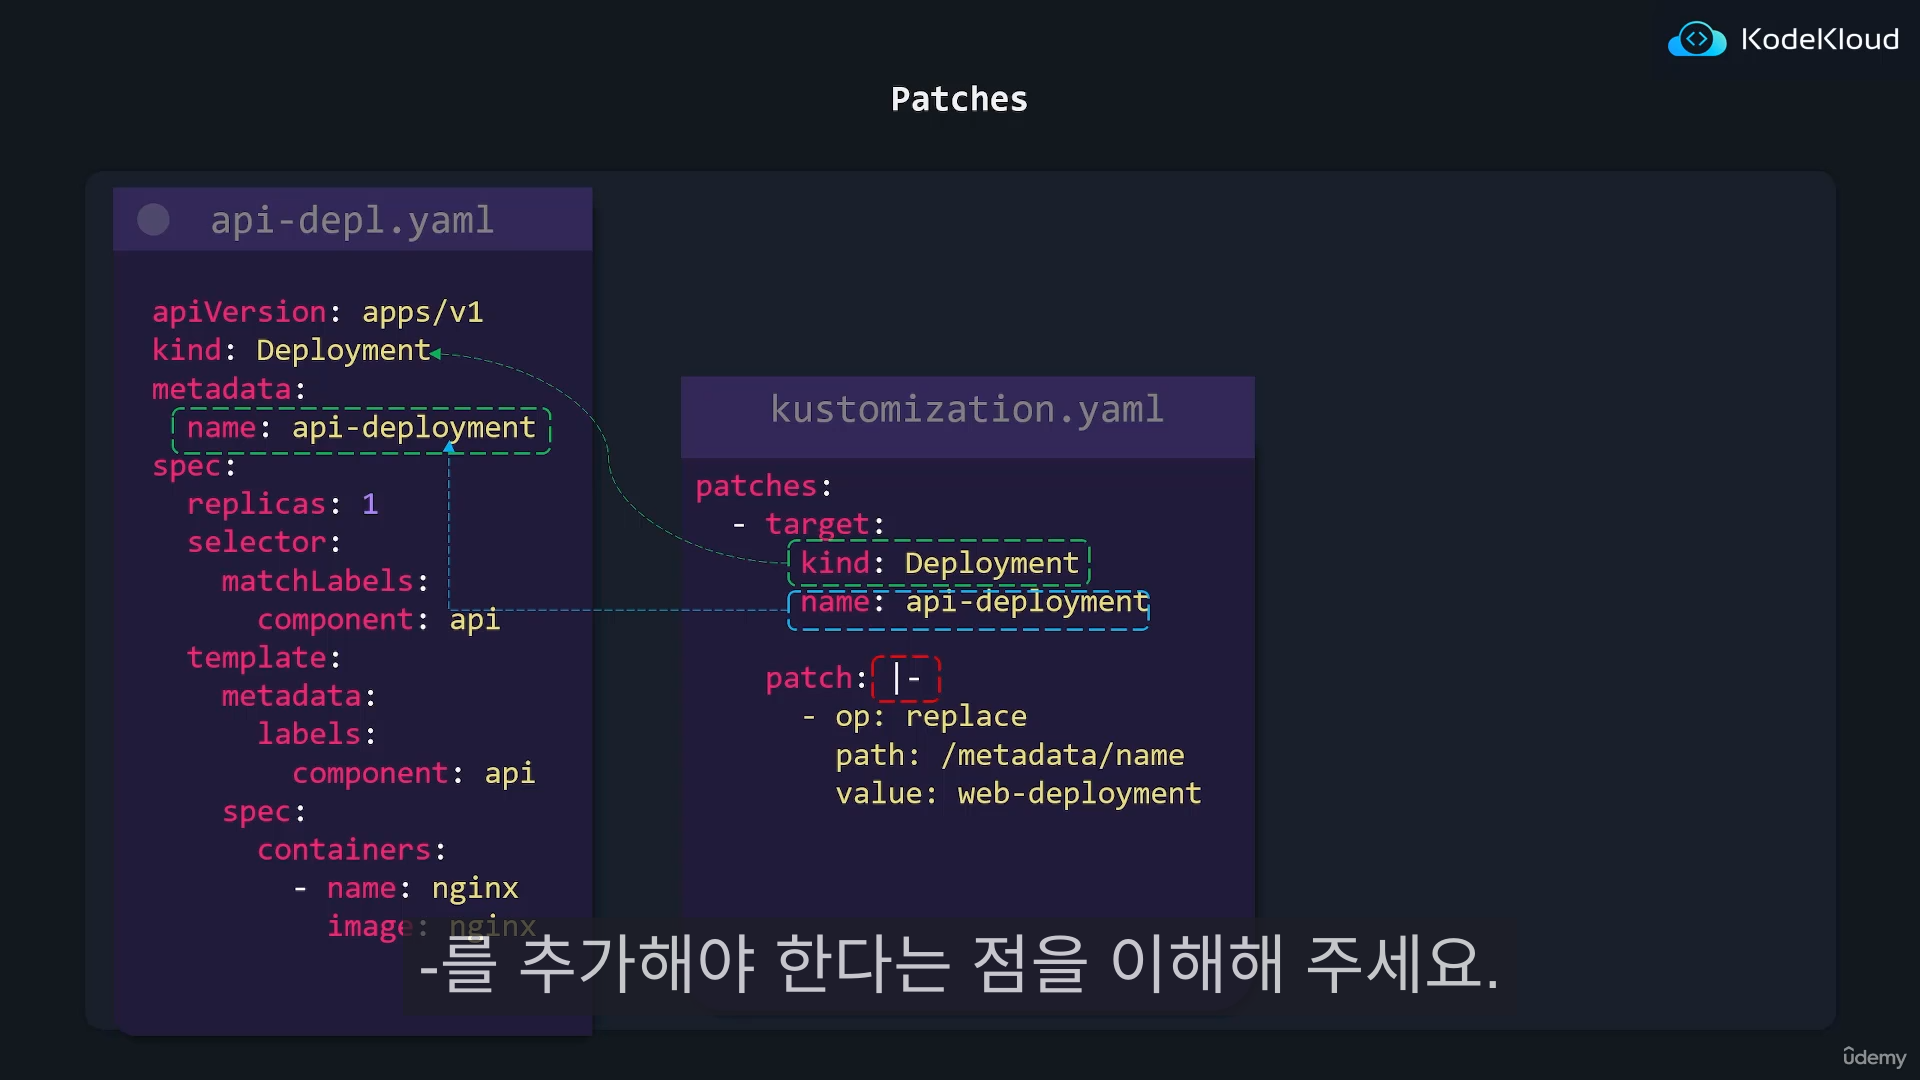 KodeKloud
Patches
api-depl.yaml
apiVersion: apps/v1
kind: Deployment
metadata:
  name: api-deployment
spec:
  replicas: 1
  selector:
    matchLabels:
      component: api
  template:
    metadata:
      labels:
        component: api
    spec:
      containers:
        - name: nginx
          image: nginx
kustomization.yaml
patches:
  - target:
      kind: Deployment
      name: api-deployment
    patch: |-
      - op: replace
        path: /metadata/name
        value: web-deployment
-를 추가해야 한다는 점을 이해해 주세요.
ûdemy